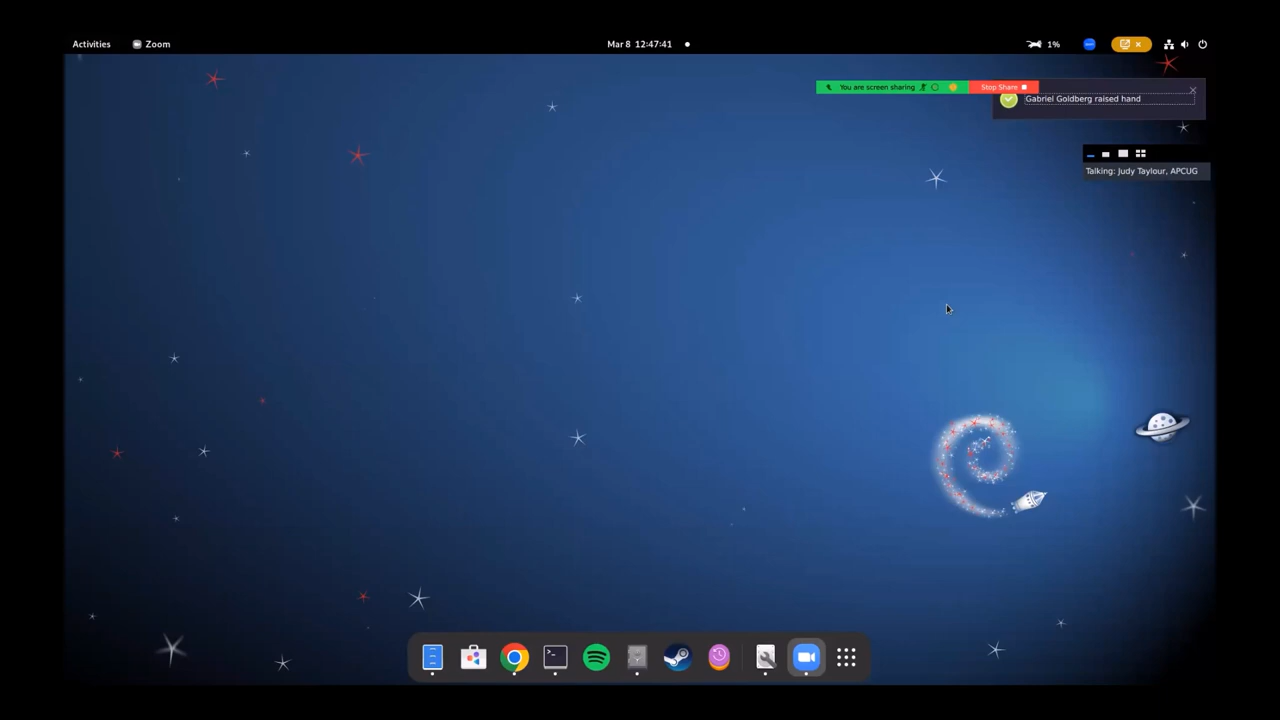 Activities
Zoom
Mar 8 12:47:41
1%
You are screen sharing
Stop Share
Gabriel Goldberg raised hand
Talking: Judy Taylour, APCUG